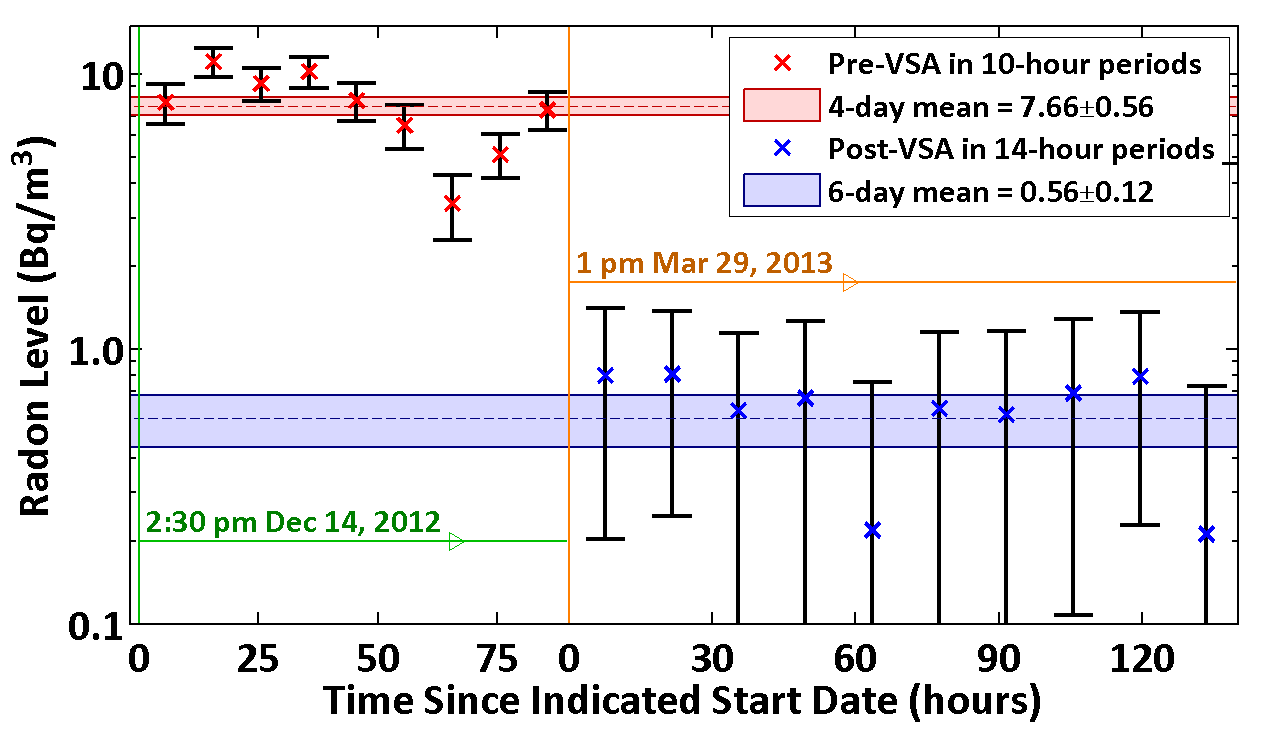 Pre-VSA in 10-hour periods
4-day mean = 7.66±0.56
Post-VSA in 14-hour periods
6-day mean = 0.56±0.12
1 pm Mar 29, 2013
2:30 pm Dec 14, 2012
Radon Level (Bq/m³)
10
1.0
0.1
0 25 50 75 0 30 60 90 120
Time Since Indicated Start Date (hours)